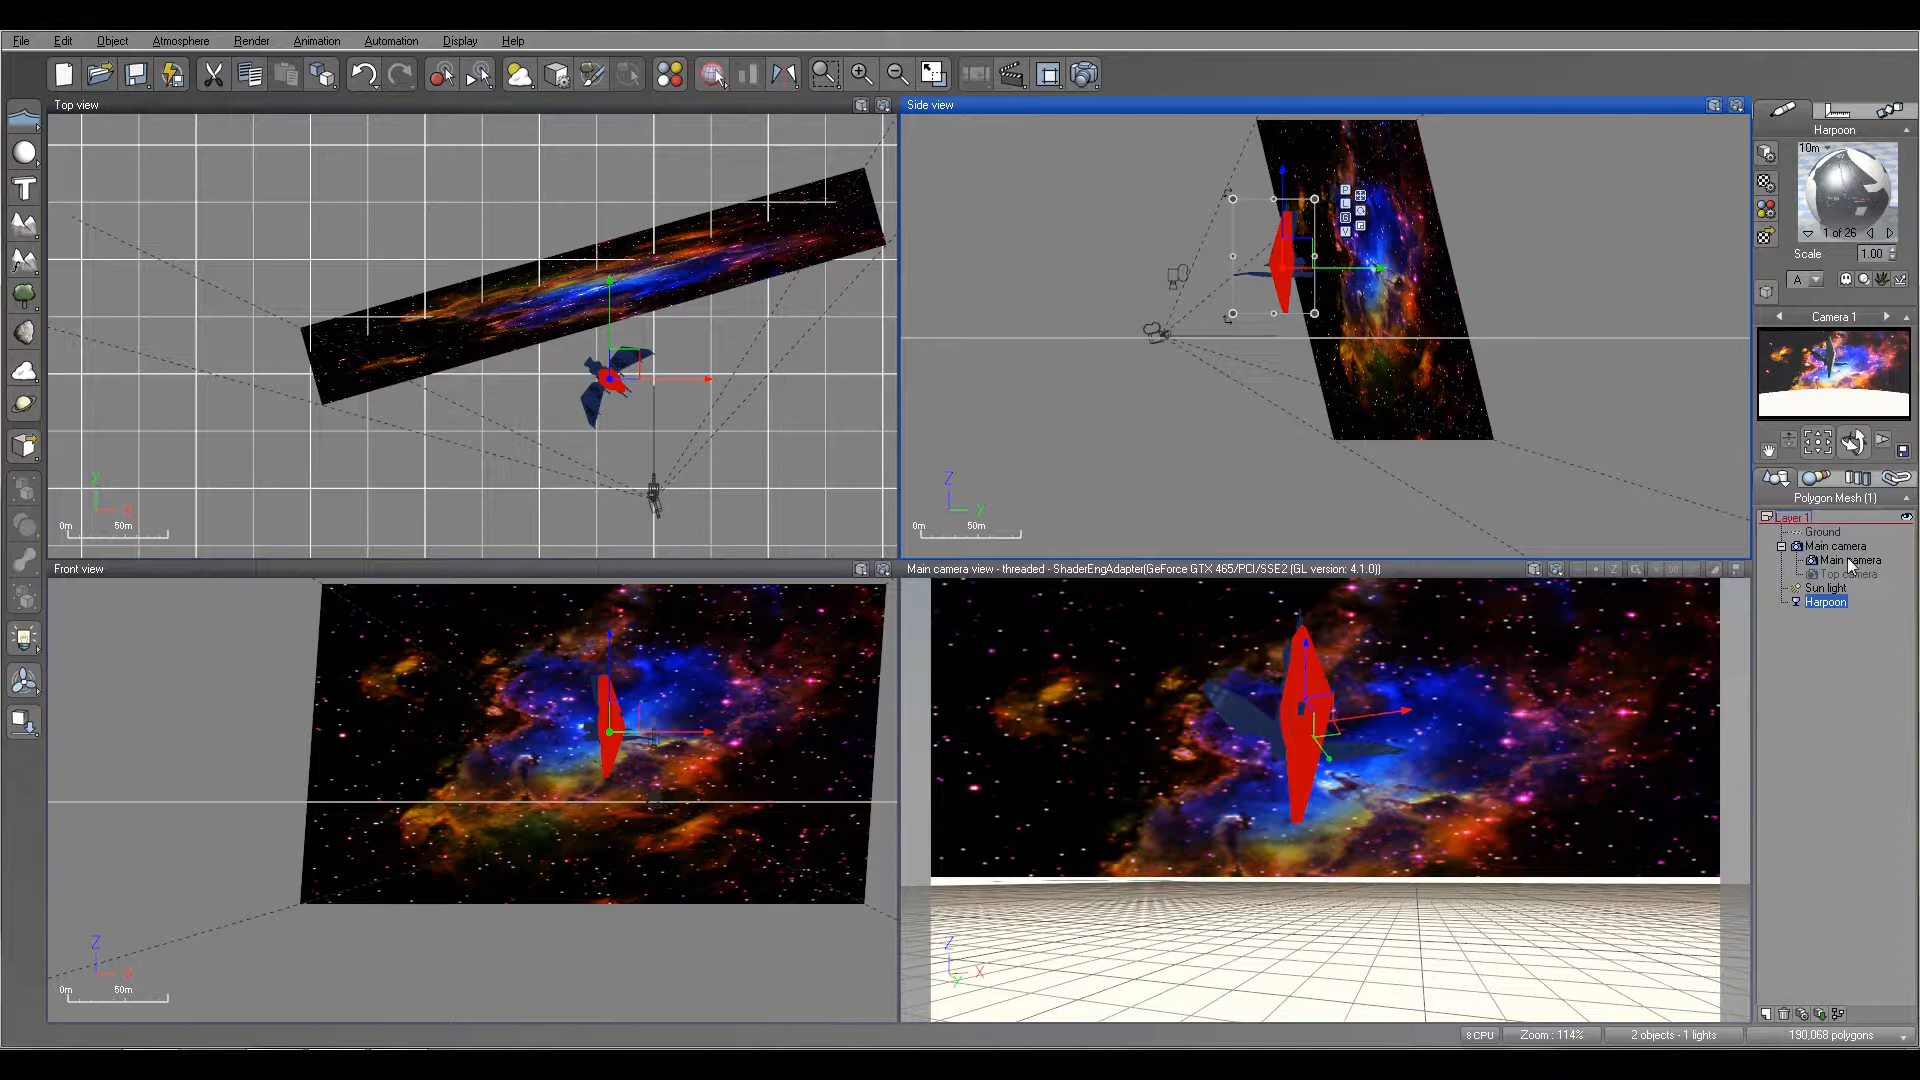 File Edit Object Atmosphere Render Animation Automation Display Help
Top view
Side view
Harpoon
10m
1 of 26
Scale 1.00
A
P
L
G
V
Camera 1
Y
X
0m 50m
Z
Y
0m 50m
Polygon Mesh (1)
Layer 1
Ground
Main camera
Main camera
Top camera
Sun light
Harpoon
Front view
Main camera view - threaded - ShaderEngAdapter(GeForce GTX 465/PCI/SSE2 (GL version: 4.1.0))
Z
X
0m 50m
Z
X
Y
8 CPU Zoom : 114% 2 objects - 1 lights 190,068 polygons